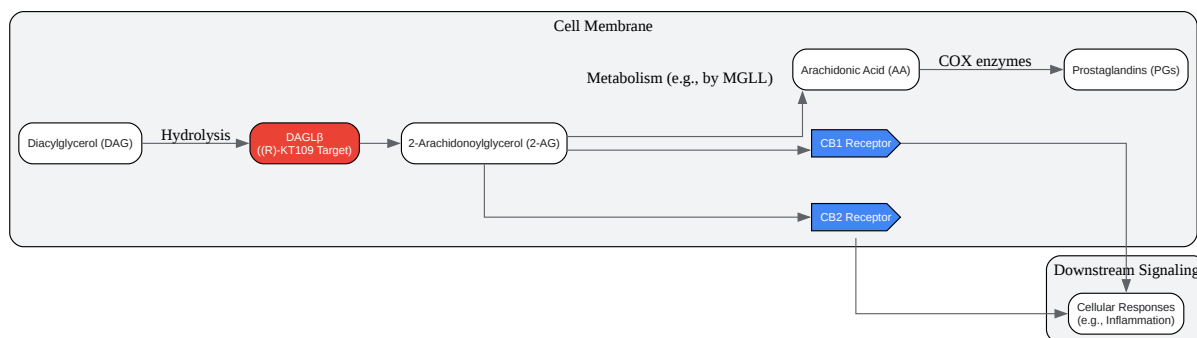 Cell Membrane
Metabolism (e.g., by MGLL)
Arachidonic Acid (AA)
COX enzymes
Prostaglandins (PGs)
Diacylglycerol (DAG)
Hydrolysis
DAGLβ
((R)-KT109 Target)
2-Arachidonoylglycerol (2-AG)
CB1 Receptor
CB2 Receptor
Downstream Signaling
Cellular Responses
(e.g., Inflammation)